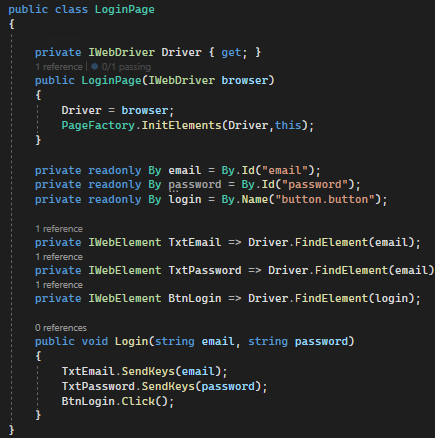 public class LoginPage
{
private IWebDriver Driver { get; }
1 reference | 0/1 passing
public LoginPage(IWebDriver browser)
{
Driver = browser;
PageFactory.InitElements(Driver,this);
}
private readonly By email = By.Id("email");
private readonly By password = By.Id("password");
private readonly By login = By.Name("button.button");
1 reference
private IWebElement TxtEmail => Driver.FindElement(email);
1 reference
private IWebElement TxtPassword => Driver.FindElement(email)
1 reference
private IWebElement BtnLogin => Driver.FindElement(login);
0 references
public void Login(string email, string password)
{
TxtEmail.SendKeys(email);
TxtPassword.SendKeys(password);
BtnLogin.Click();
}
}